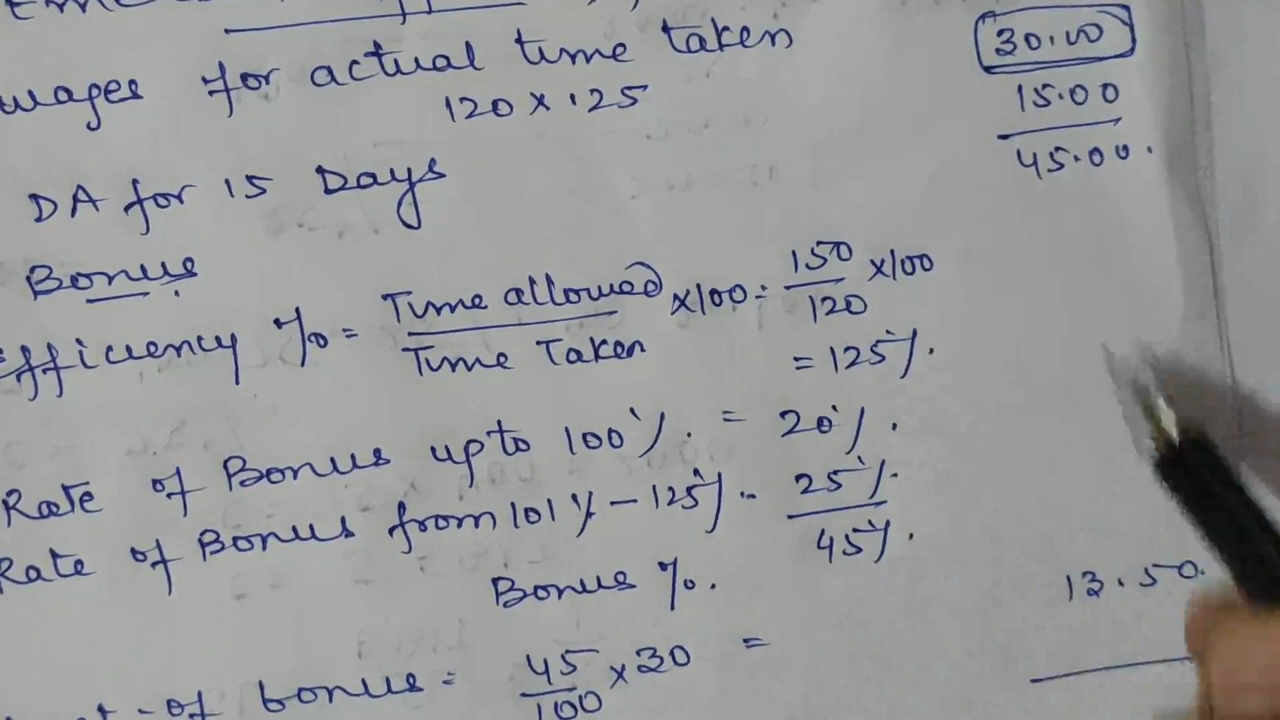 wages for actual time taken 30.00
120 x .25 15.00
45.00.
DA for 15 Days
Bonus
Efficiency % = Time allowed/Time Taken x100 = 150/120 x100
= 125%.
Rate of Bonus upto 100%. = 20%.
Rate of Bonus from 101% - 125%. - 25%.
45%.
Bonus %. 13.50.
of bonus = 45/100 x 30 =